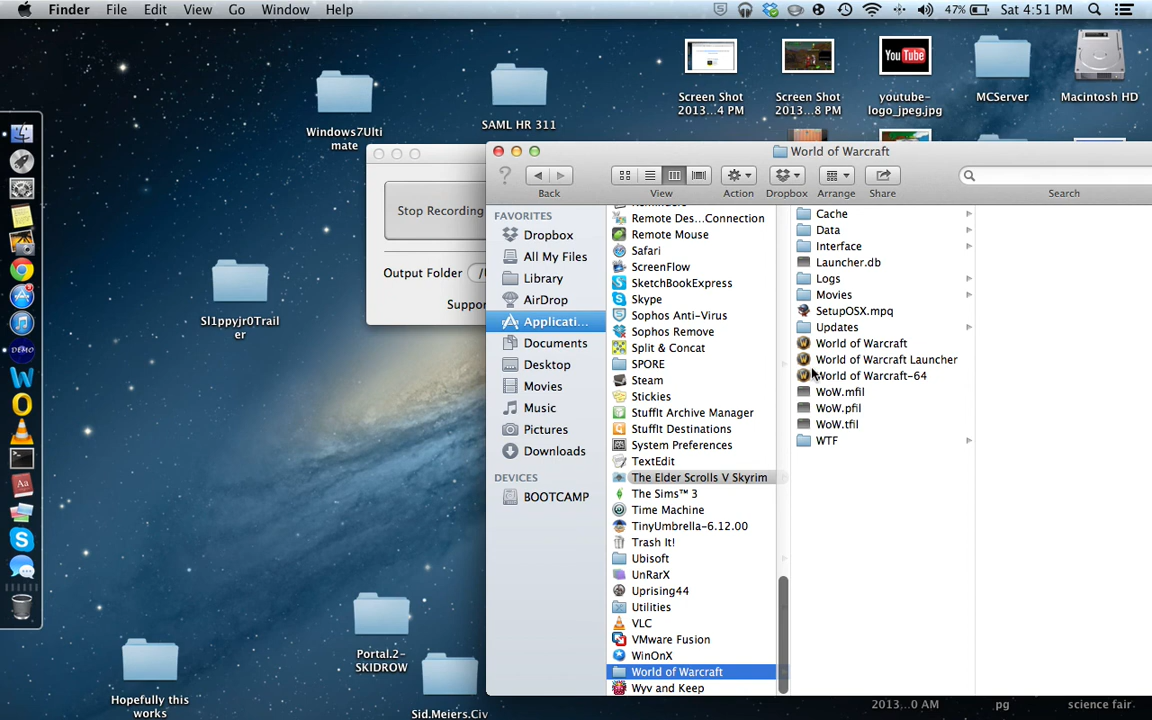 Finder File Edit View Go Window Help
47% Sat 4:51 PM
Windows7Ulti
mate
SAML HR 311
Screen Shot
2013...4 PM
Screen Shot
2013...8 PM
You Tube
youtube-
logo_jpeg.jpg
MCServer
Macintosh HD
Sl1ppyjr0Trail
er
Portal.2-
SKIDROW
Hopefully this
works
Sid.Meiers.Civ
DEMO
Stop Recording
Output Folder
Suppor
World of Warcraft
Back
View
Action
Dropbox
Arrange
Share
Search
FAVORITES
Dropbox
All My Files
Library
AirDrop
Applicati...
Documents
Desktop
Movies
Music
Pictures
Downloads
DEVICES
BOOTCAMP
Reminders
Remote Des...Connection
Remote Mouse
Safari
ScreenFlow
SketchBookExpress
Skype
Sophos Anti-Virus
Sophos Remove
Split & Concat
SPORE
Steam
Stickies
StuffIt Archive Manager
StuffIt Destinations
System Preferences
TextEdit
The Elder Scrolls V Skyrim
The Sims™ 3
Time Machine
TinyUmbrella-6.12.00
Trash It!
Ubisoft
UnRarX
Uprising44
Utilities
VLC
VMware Fusion
WinOnX
World of Warcraft
Wyv and Keep
Cache
Data
Interface
Launcher.db
Logs
Movies
SetupOSX.mpq
Updates
World of Warcraft
World of Warcraft Launcher
World of Warcraft-64
WoW.mfil
WoW.pfil
WoW.tfil
WTF
2013...0 AM
pg
science fair